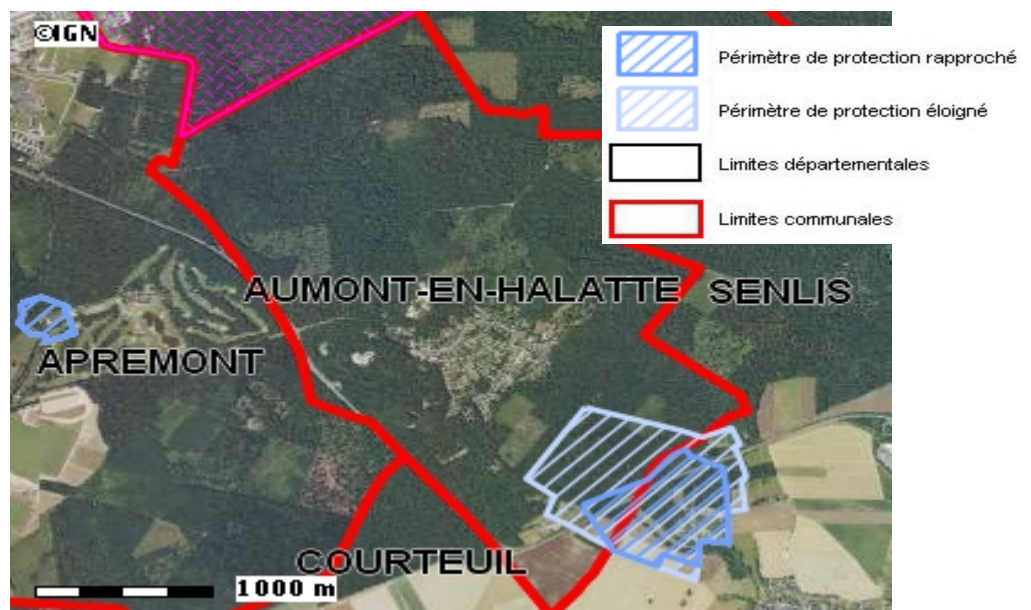 ©IGN
Périmètre de protection rapproché
Périmètre de protection éloigné
Limites départementales
Limites communales
AUMONT-EN-HALATTE SENLIS
APREMONT
COURTEUIL
1000 m